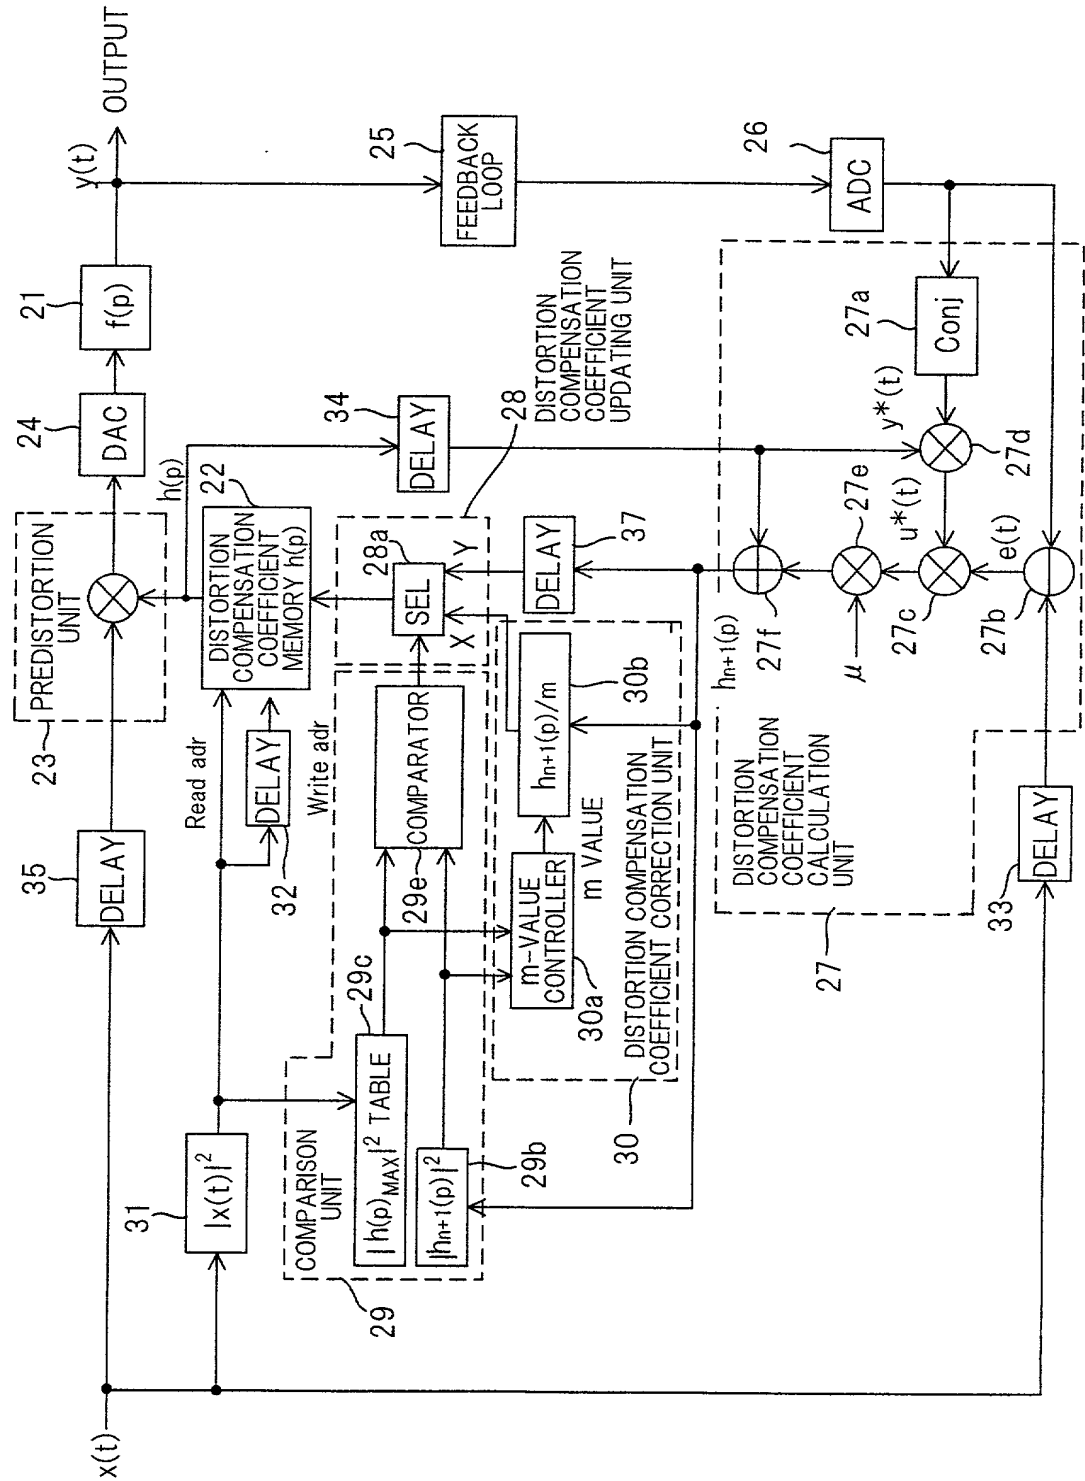 x(t)
35
DELAY
23
PREDISTORTION
UNIT
24
DAC
21
f(p)
y(t)
OUTPUT
31
|x(t)|²
Read adr
32
DELAY
Write adr
h(p)
22
DISTORTION
COMPENSATION
COEFFICIENT
MEMORY h(p)
34
DELAY
25
FEEDBACK
LOOP
26
ADC
29
COMPARISON
UNIT
29c
|h(p)MAX|² TABLE
29b
|hn+1(p)|²
29e
COMPARATOR
28a
SEL
X
Y
28
DISTORTION
COMPENSATION
COEFFICIENT
UPDATING UNIT
37
DELAY
30a
m-VALUE
CONTROLLER
m VALUE
30b
hn+1(p)/m
30
DISTORTION COMPENSATION
COEFFICIENT CORRECTION UNIT
hn+1(p)
27
DISTORTION
COMPENSATION
COEFFICIENT
CALCULATION
UNIT
27f
μ
27e
27c
u*(t)
27d
y*(t)
27a
Conj
e(t)
27b
33
DELAY